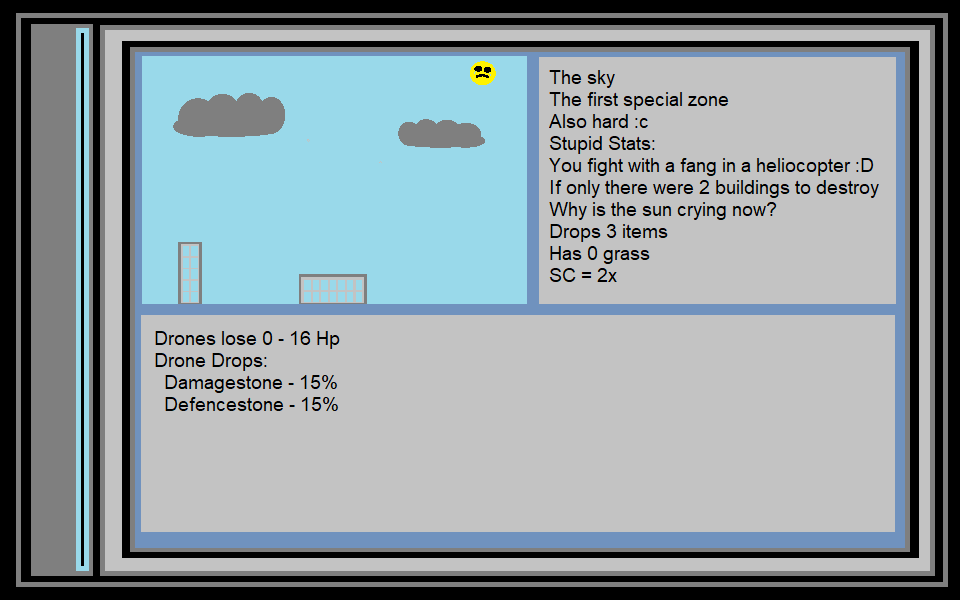 The sky
The first special zone
Also hard :c
Stupid Stats:
You fight with a fang in a heliocopter :D
If only there were 2 buildings to destroy
Why is the sun crying now?
Drops 3 items
Has 0 grass
SC = 2x
Drones lose 0 - 16 Hp
Drone Drops:
Damagestone - 15%
Defencestone - 15%